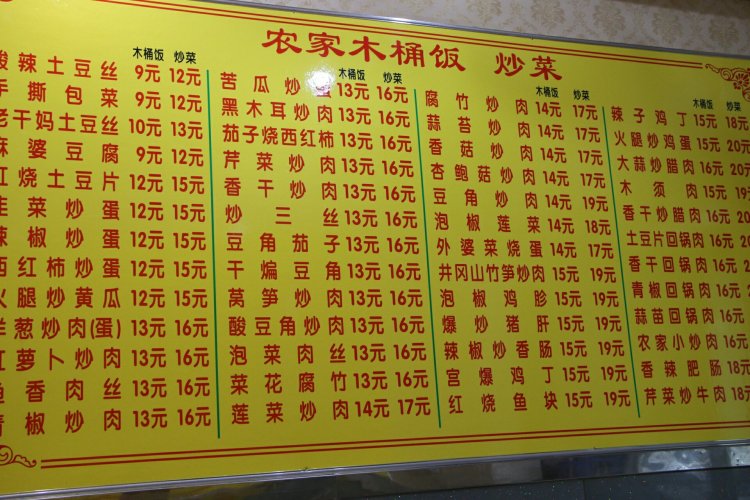 农家木桶饭 炒菜
木桶饭 炒菜
酸辣土豆丝 9元 12元
手撕包菜 9元 12元
老干妈土豆丝 10元 13元
麻婆豆腐 9元 12元
红烧土豆片 12元 15元
韭菜炒蛋 12元 15元
辣椒炒蛋 12元 15元
西红柿炒蛋 12元 15元
火腿炒黄瓜 12元 15元
洋葱炒肉(蛋) 13元 16元
红萝卜炒肉 13元 16元
鱼香肉丝 13元 16元
青椒炒肉 13元 16元
木桶饭 炒菜
苦瓜炒 13元 16元
黑木耳炒肉 13元 16元
茄子烧西红柿 13元 16元
芹菜炒肉 13元 16元
香干炒肉 13元 16元
炒三丝 13元 16元
豆角茄子 13元 16元
干煸豆角 13元 16元
莴笋炒肉 13元 16元
酸豆角炒肉 13元 16元
泡菜肉丝 13元 16元
菜花腐竹 13元 16元
莲菜炒肉 14元 17元
木桶饭 炒菜
腐竹炒肉 14元 17元
蒜苔炒肉 14元 17元
香菇炒肉 14元 17元
杏鲍菇炒肉 14元 17元
豆角炒肉 14元 19元
泡椒莲菜 14元 18元
外婆菜烧蛋 14元 17元
井冈山竹笋炒肉 15元 19元
泡椒鸡胗 15元 19元
爆炒猪肝 15元 19元
辣椒炒香肠 15元 19元
宫爆鸡丁 15元 19元
红烧鱼块 15元 19元
木桶饭 炒菜
辣子鸡丁 15元 18元
火腿炒鸡蛋 15元 20元
大蒜炒腊肉 16元 20元
木须肉 15元 19元
香干炒腊肉 16元 20元
土豆片回锅肉 16元
香干回锅肉 16元
青椒回锅肉 16元
蒜苗回锅肉 16元
农家小炒肉 16元
香辣肥肠 18元
芹菜炒牛肉 18元